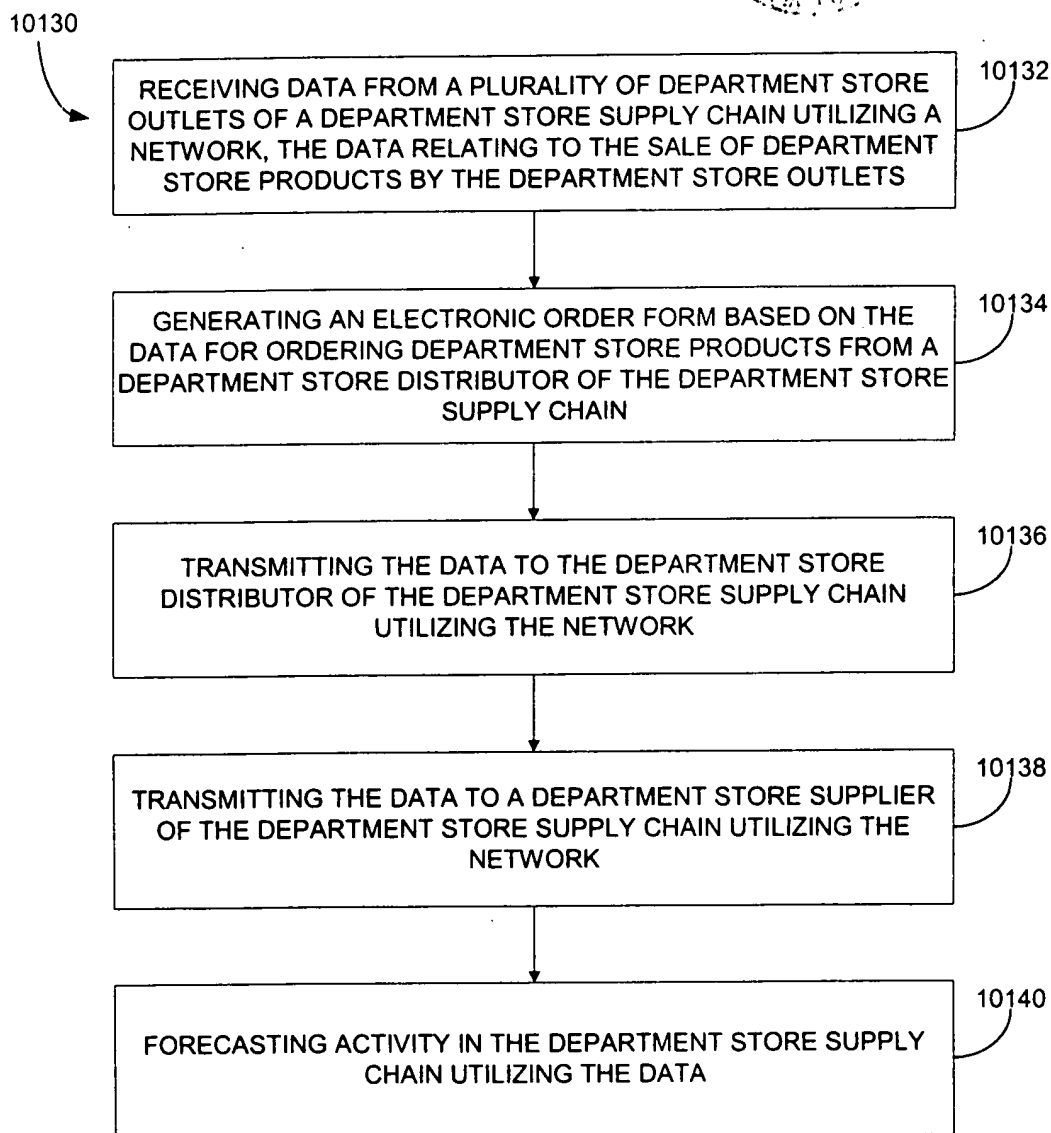 10130
RECEIVING DATA FROM A PLURALITY OF DEPARTMENT STORE
OUTLETS OF A DEPARTMENT STORE SUPPLY CHAIN UTILIZING A
NETWORK, THE DATA RELATING TO THE SALE OF DEPARTMENT
STORE PRODUCTS BY THE DEPARTMENT STORE OUTLETS
10132
GENERATING AN ELECTRONIC ORDER FORM BASED ON THE
DATA FOR ORDERING DEPARTMENT STORE PRODUCTS FROM A
DEPARTMENT STORE DISTRIBUTOR OF THE DEPARTMENT STORE
SUPPLY CHAIN
10134
TRANSMITTING THE DATA TO THE DEPARTMENT STORE
DISTRIBUTOR OF THE DEPARTMENT STORE SUPPLY CHAIN
UTILIZING THE NETWORK
10136
TRANSMITTING THE DATA TO A DEPARTMENT STORE SUPPLIER
OF THE DEPARTMENT STORE SUPPLY CHAIN UTILIZING THE
NETWORK
10138
FORECASTING ACTIVITY IN THE DEPARTMENT STORE SUPPLY
CHAIN UTILIZING THE DATA
10140